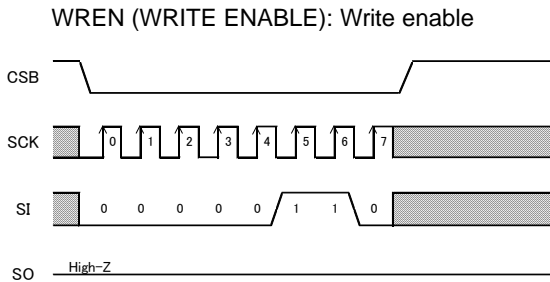 WREN (WRITE ENABLE): Write enable
CSB
SCK 0 1 2 3 4 5 6 7
SI 0 0 0 0 0 1 1 0
SO High-Z